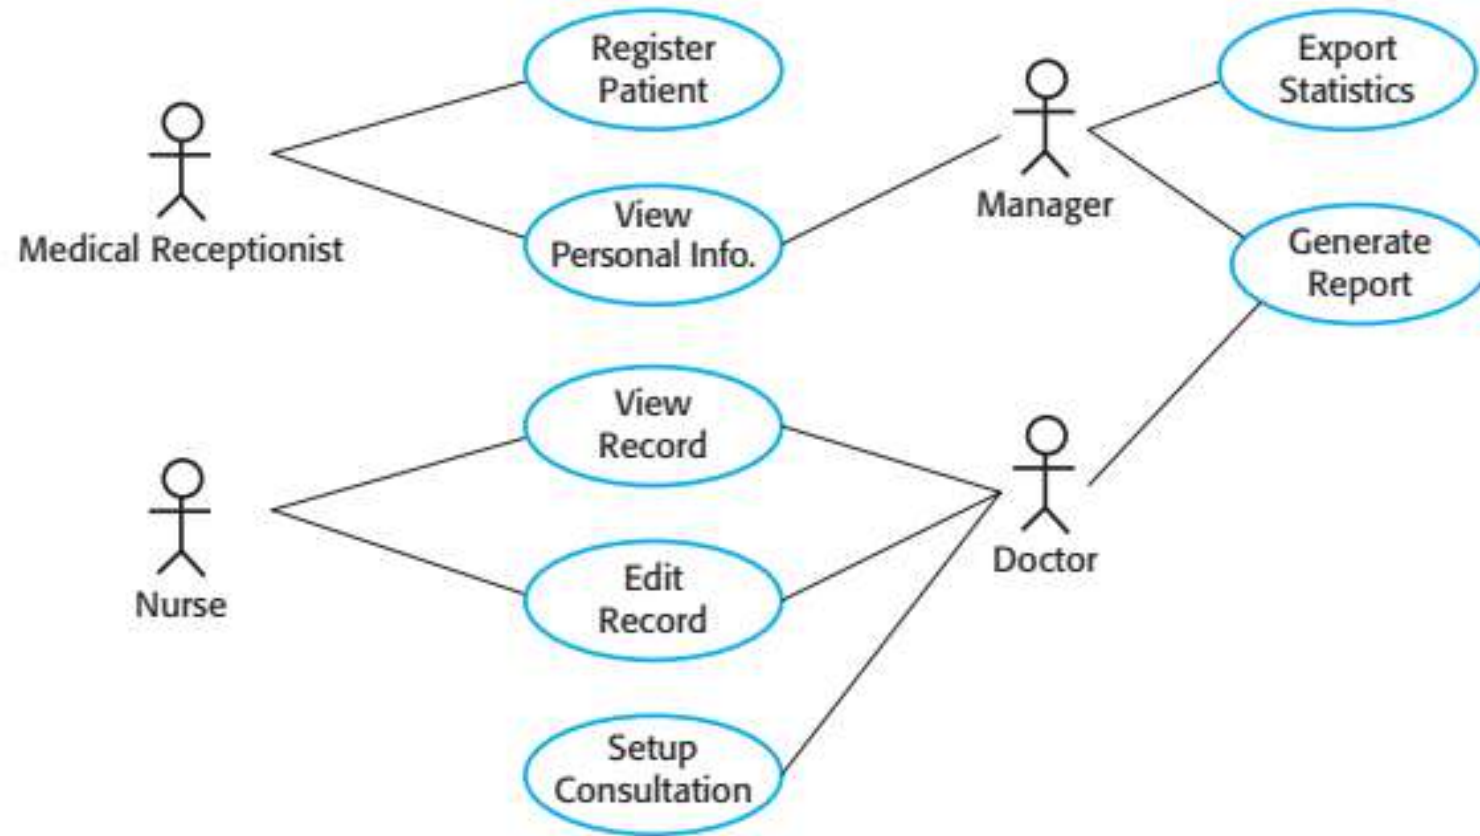 Register
Patient
Export
Statistics
Medical Receptionist
View
Personal Info.
Manager
Generate
Report
View
Record
Nurse
Edit
Record
Doctor
Setup
Consultation